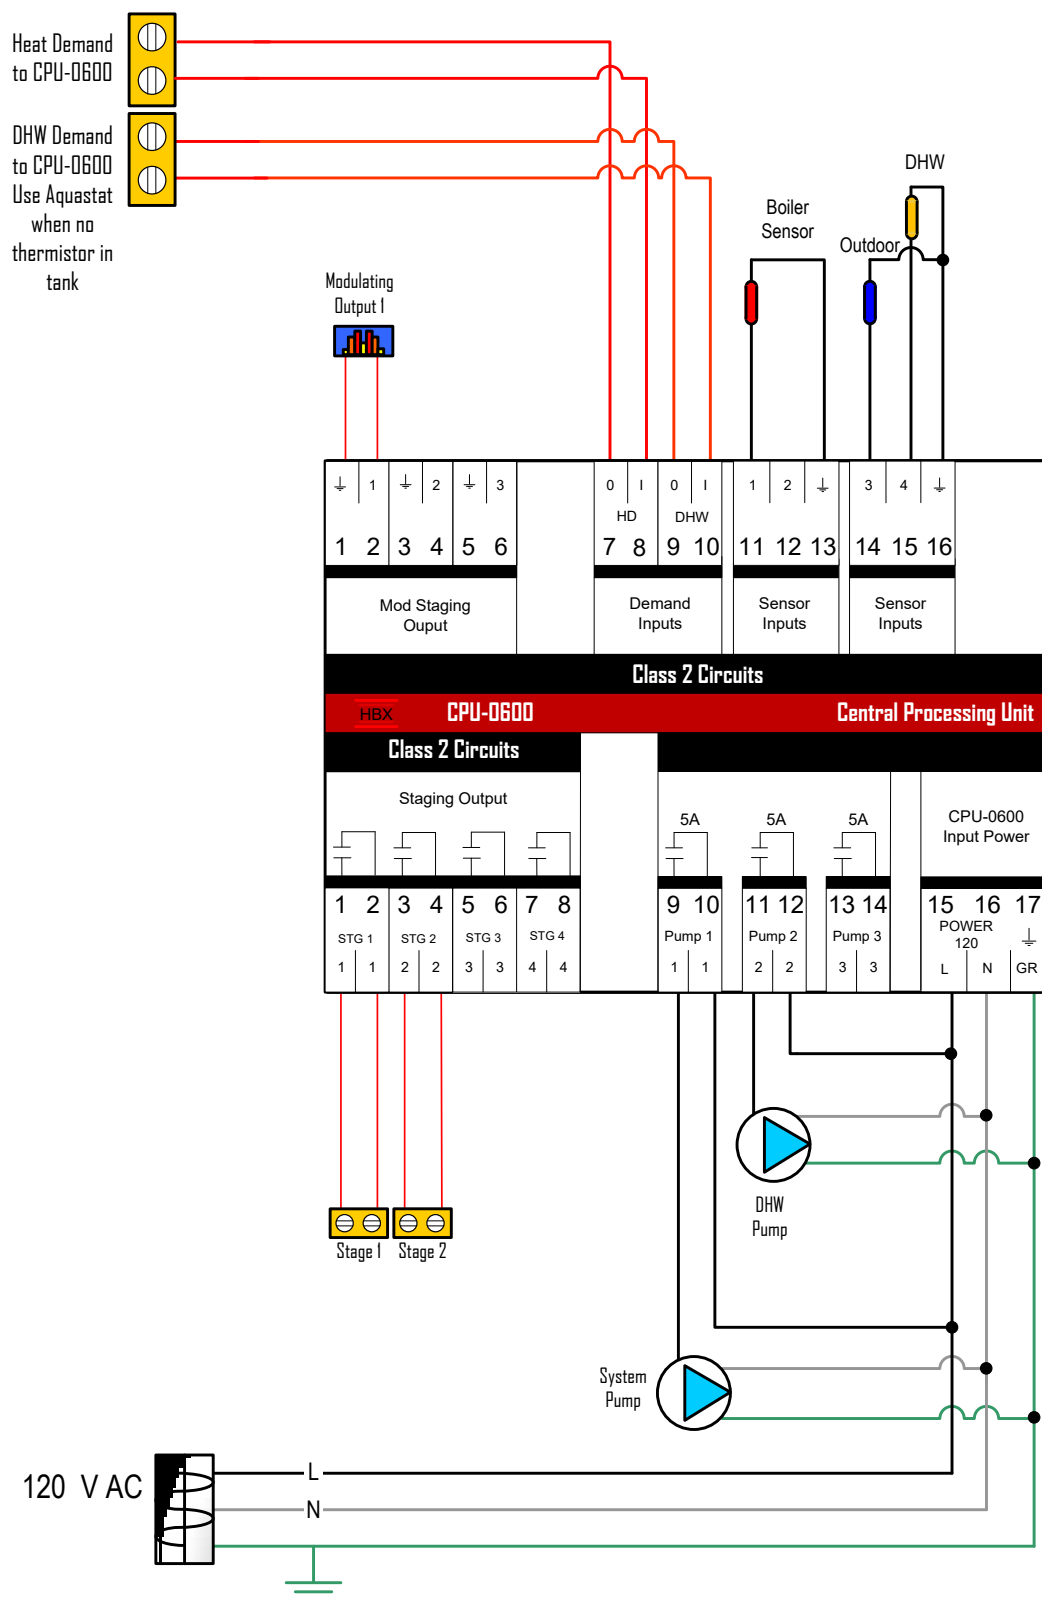 Heat Demand
to CPU-0600
DHW Demand
to CPU-0600
Use Aquastat
when no
thermistor in
tank
Modulating
Output 1
Boiler
Sensor
Outdoor
DHW
1 2 3
0 I 0 I
1 2
3 4
HD DHW
1 2 3 4 5 6 7 8 9 10 11 12 13 14 15 16
Mod Staging
Ouput
Demand
Inputs
Sensor
Inputs
Sensor
Inputs
Class 2 Circuits
HBX CPU-0600 Central Processing Unit
Class 2 Circuits
Staging Output
5A 5A 5A
CPU-0600
Input Power
1 2 3 4 5 6 7 8 9 10 11 12 13 14 15 16 17
STG 1 STG 2 STG 3 STG 4 Pump 1 Pump 2 Pump 3
POWER
120
1 1 2 2 3 3 4 4 1 1 2 2 3 3 L N GR
Stage 1 Stage 2
DHW
Pump
System
Pump
120 V AC
L
N